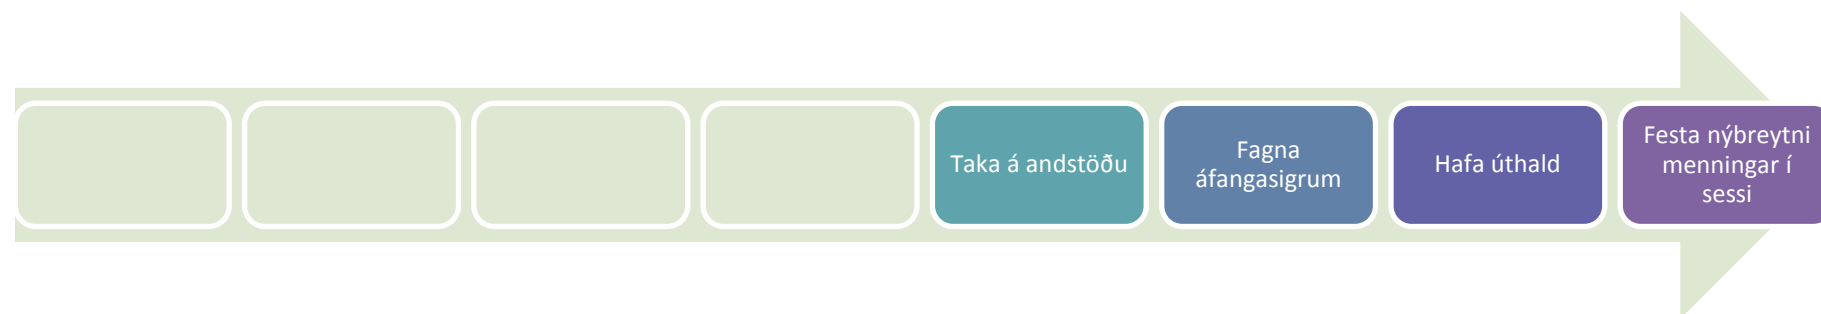 Taka á andstöðu
Fagna
áfangasigrum
Hafa úthald
Festa nýbreytni
menningar í
sessi